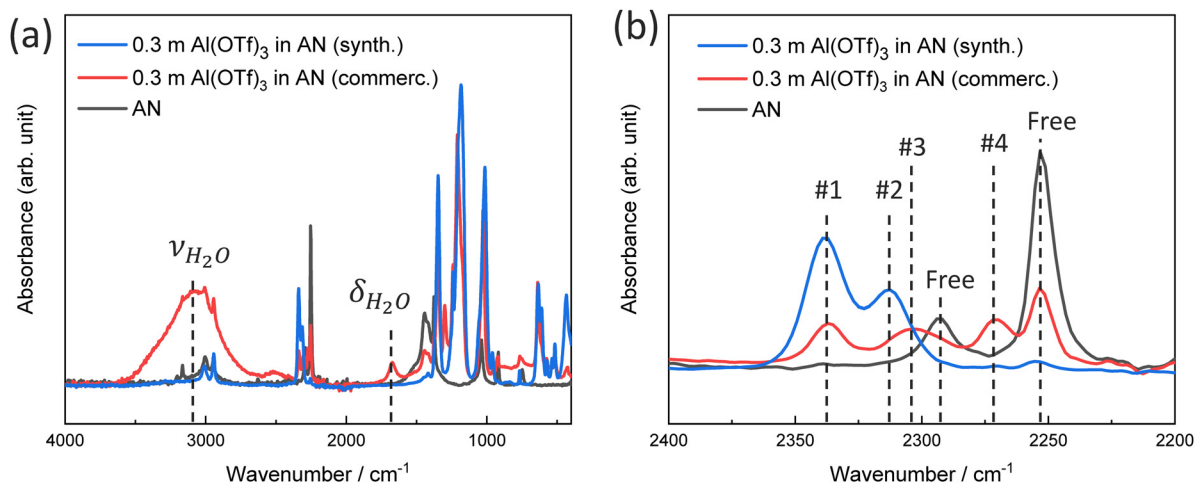 (a)
0.3 m Al(OTf)₃ in AN (synth.)
0.3 m Al(OTf)₃ in AN (commerc.)
AN
ν_H₂O
δ_H₂O
Absorbance (arb. unit)
4000 3000 2000 1000
Wavenumber / cm⁻¹
(b)
0.3 m Al(OTf)₃ in AN (synth.)
0.3 m Al(OTf)₃ in AN (commerc.)
AN
Free
#3 #4
#1 #2
Free
Absorbance (arb. unit)
2400 2350 2300 2250 2200
Wavenumber / cm⁻¹